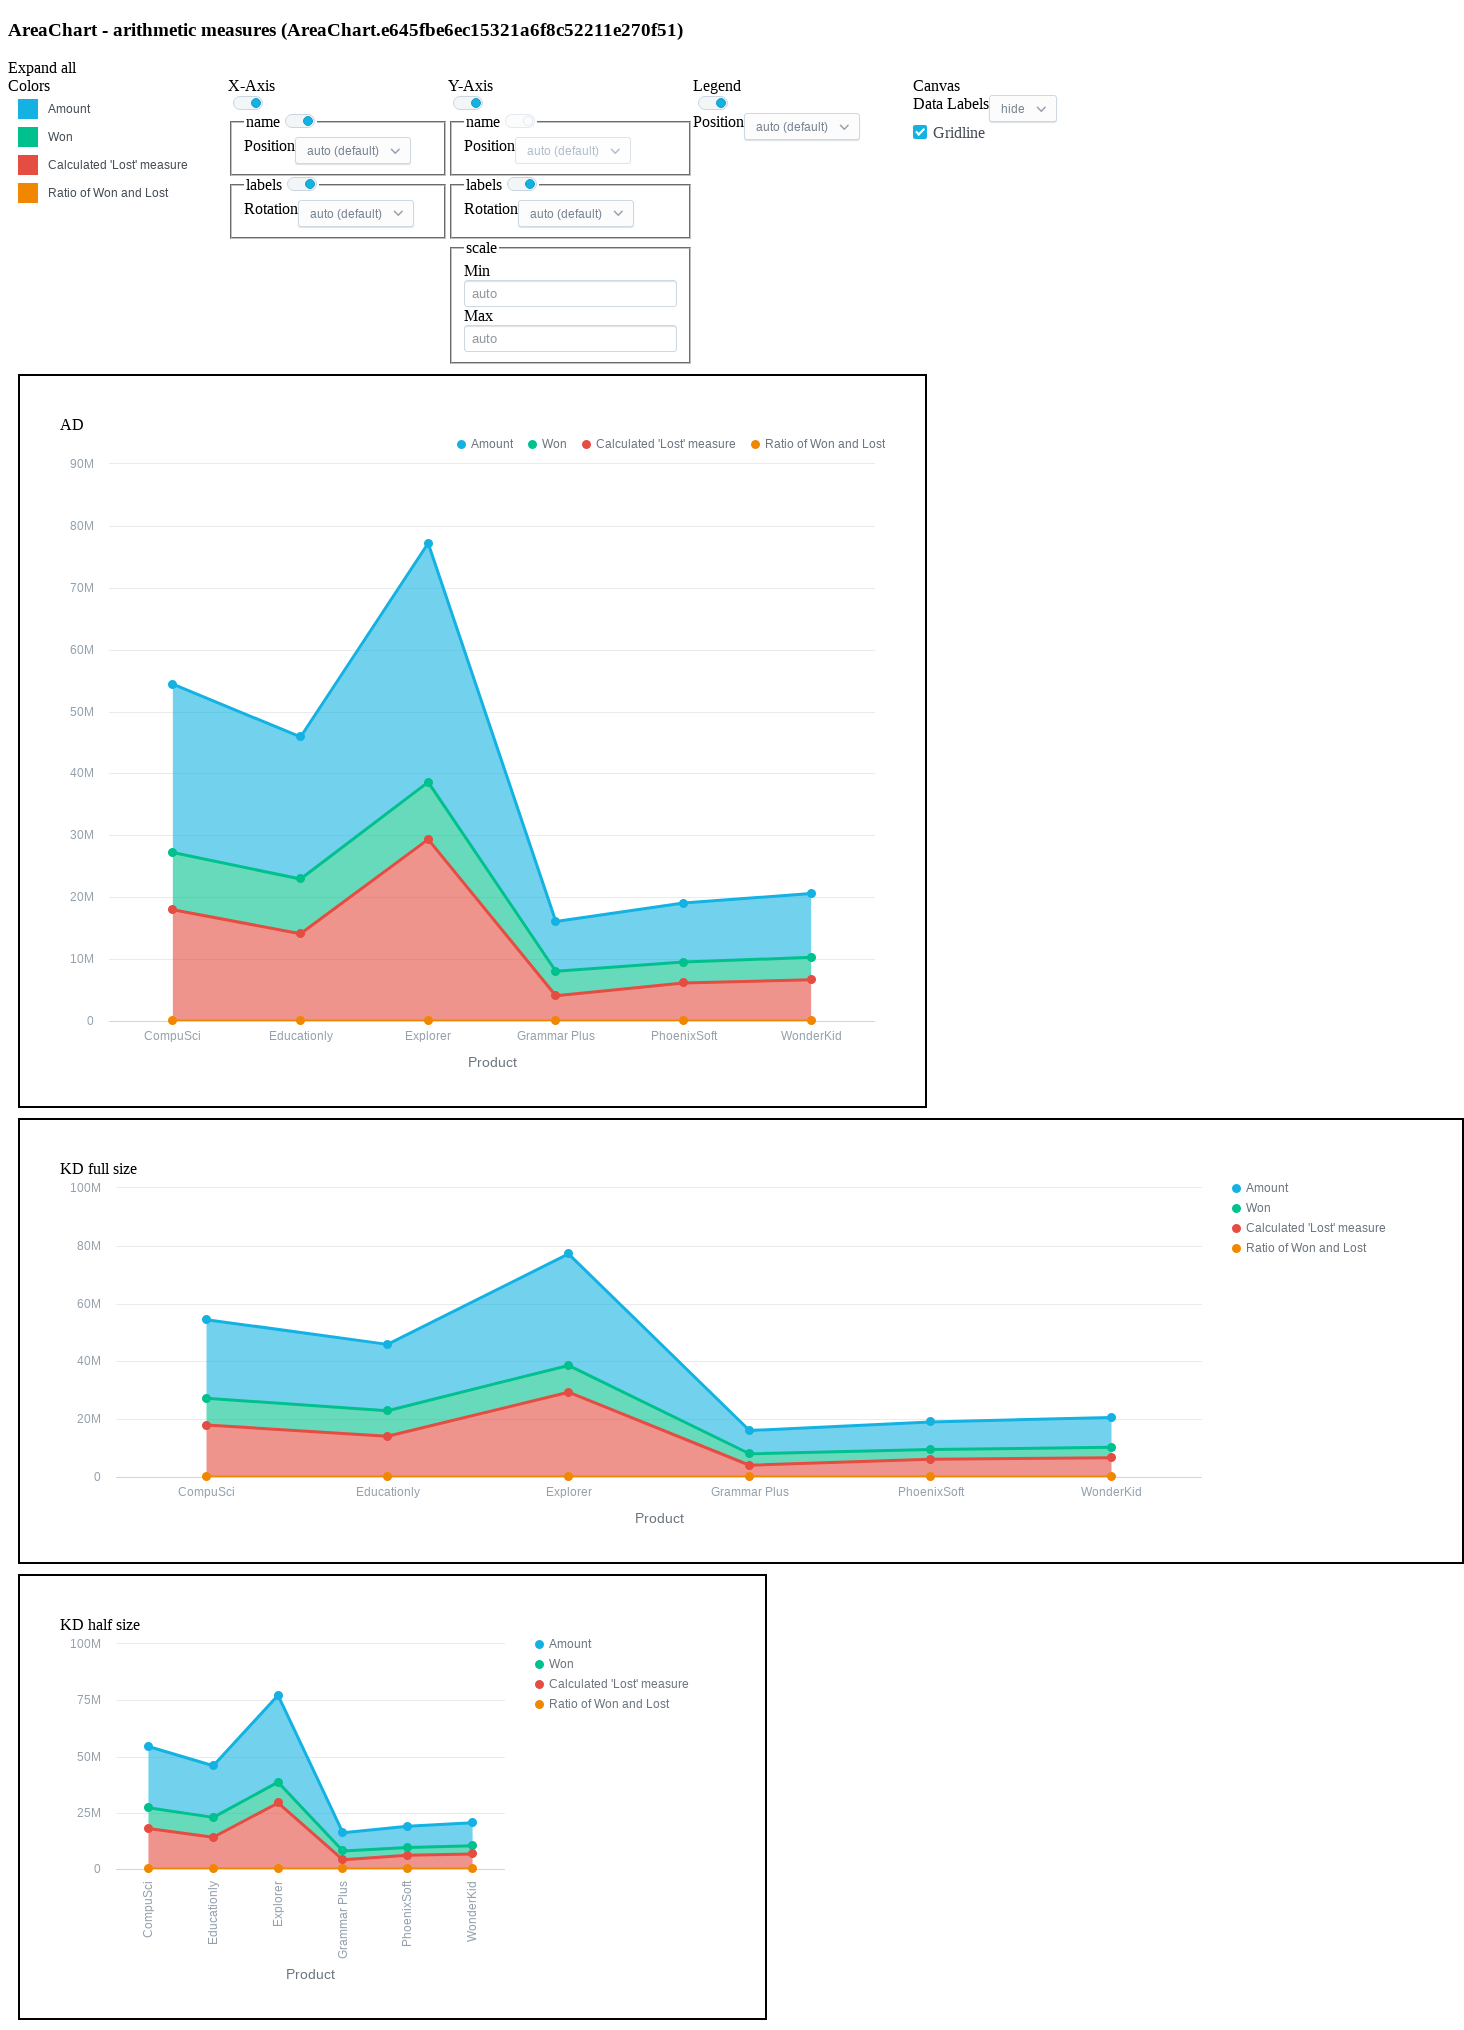 AreaChart - arithmetic measures (AreaChart.e645fbe6ec15321a6f8c52211e270f51)
Expand all
Colors
Amount
Won
Calculated 'Lost' measure
Ratio of Won and Lost
X-Axis
name
Position auto (default)
labels
Rotation auto (default)
Y-Axis
name
Position auto (default)
labels
Rotation auto (default)
scale
Min
auto
Max
auto
Legend
Position auto (default)
Canvas
Data Labels hide
Gridline
AD
Amount Won Calculated 'Lost' measure Ratio of Won and Lost
90M
80M
70M
60M
50M
40M
30M
20M
10M
0
CompuSci Educationly Explorer Grammar Plus PhoenixSoft WonderKid
Product
KD full size
100M
80M
60M
40M
20M
0
Amount
Won
Calculated 'Lost' measure
Ratio of Won and Lost
CompuSci Educationly Explorer Grammar Plus PhoenixSoft WonderKid
Product
KD half size
100M
75M
50M
25M
0
Amount
Won
Calculated 'Lost' measure
Ratio of Won and Lost
CompuSci
Educationly
Explorer
Grammar Plus
PhoenixSoft
WonderKid
Product